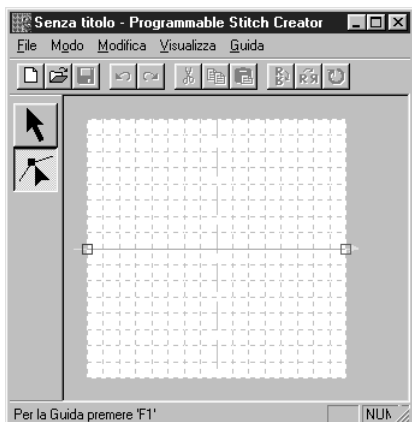 Senza titolo - Programmable Stitch Creator
File Modo Modifica Visualizza Guida
Per la Guida premere 'F1' NUM